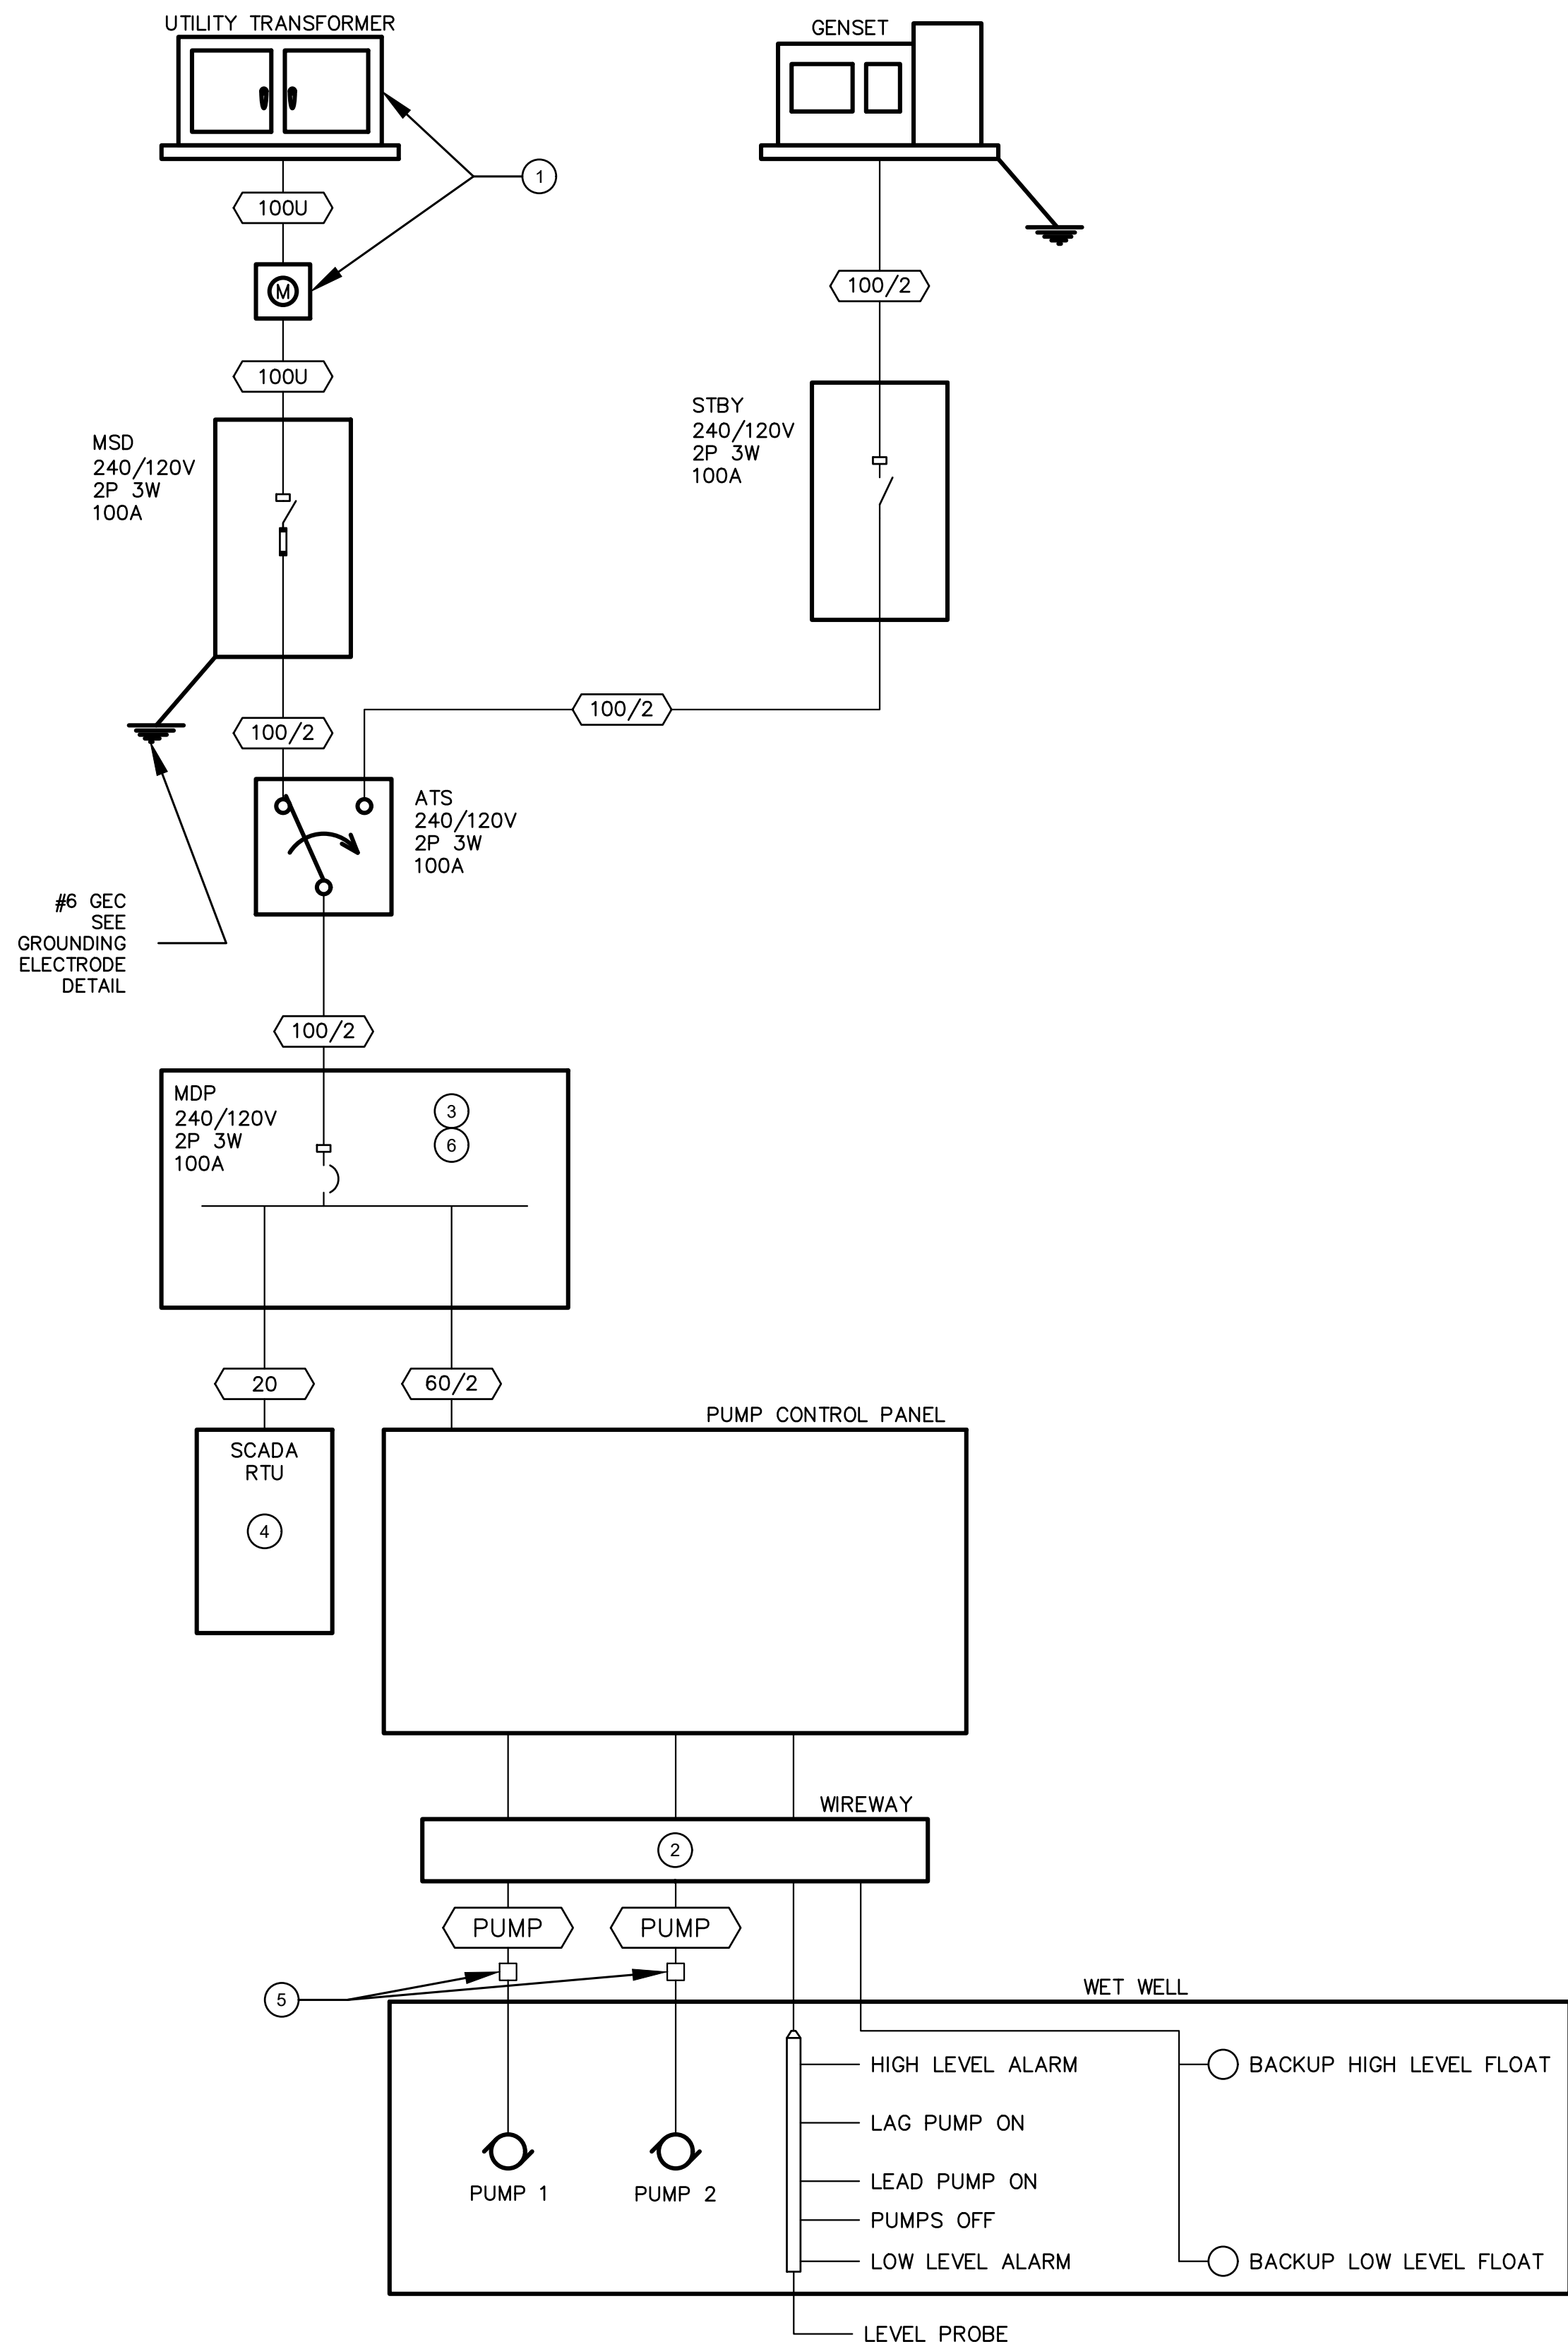 UTILITY TRANSFORMER
GENSET
1
100U
100/2
M
100U
STBY
240/120V
2P 3W
100A
MSD
240/120V
2P 3W
100A
100/2
100/2
ATS
240/120V
2P 3W
100A
#6 GEC
SEE
GROUNDING
ELECTRODE
DETAIL
100/2
MDP
240/120V
2P 3W
100A
3
6
20
60/2
PUMP CONTROL PANEL
SCADA
RTU
4
WIREWAY
2
PUMP
PUMP
5
WET WELL
HIGH LEVEL ALARM
BACKUP HIGH LEVEL FLOAT
LAG PUMP ON
LEAD PUMP ON
PUMP 1
PUMP 2
PUMPS OFF
LOW LEVEL ALARM
BACKUP LOW LEVEL FLOAT
LEVEL PROBE